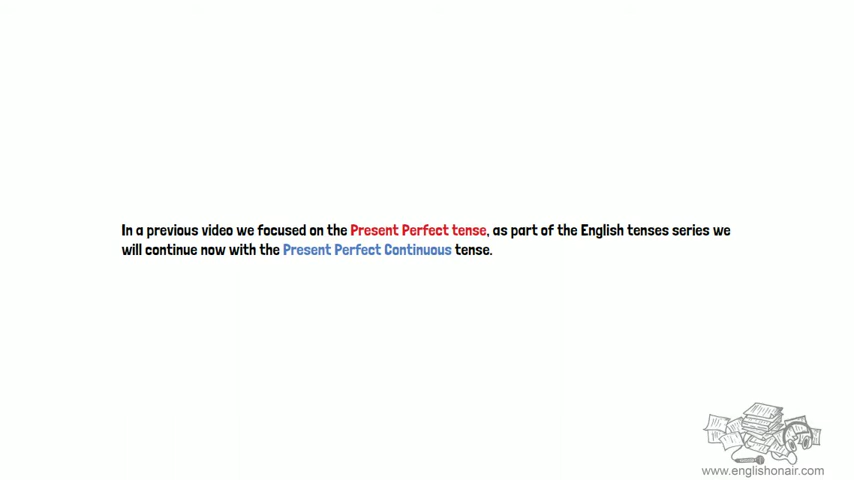 In a previous video we focused on the Present Perfect tense, as part of the English tenses series we
will continue now with the Present Perfect Continuous tense.
www.englishonair.com